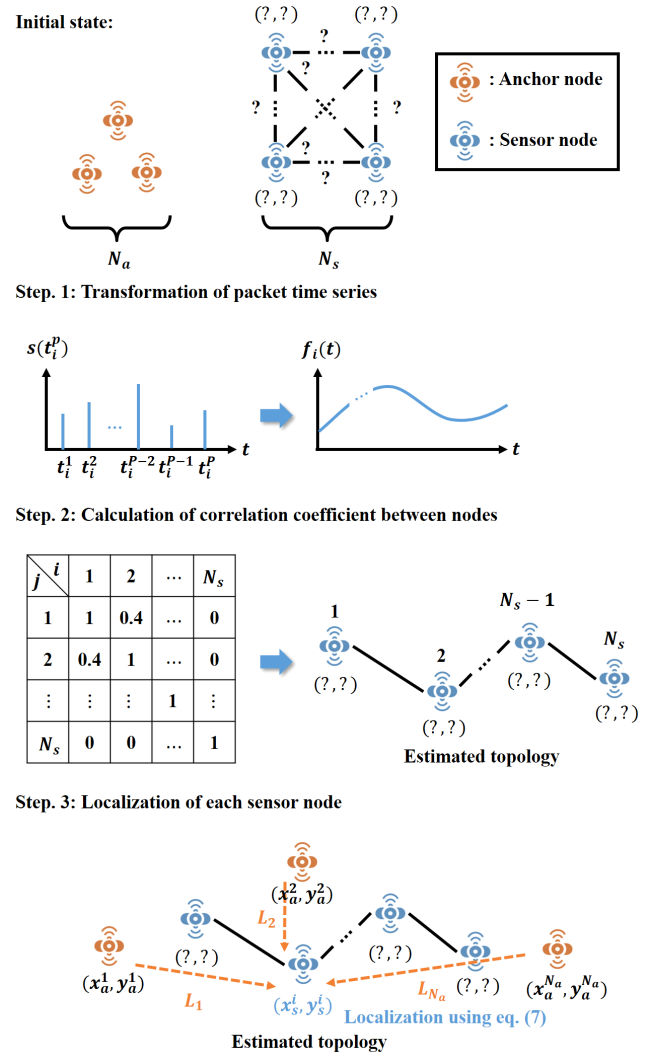 Initial state:
(?,?) (?,?)
?
?
: Anchor node
? ?
: Sensor node
?
?
(?,?) (?,?)
N_a N_s
Step. 1: Transformation of packet time series
s(t_i^p) f_i(t)
...
t t
t_i^1 t_i^2 t_i^{P-2} t_i^{P-1} t_i^P
Step. 2: Calculation of correlation coefficient between nodes
j i 1 2 ... N_s
1 1 0.4 ... 0
2 0.4 1 ... 0
⋮ ⋮ ⋮ 1 ⋮
N_s 0 0 ... 1
1 2 N_s − 1 N_s
(?,?) (?,?) (?,?) (?,?)
Estimated topology
Step. 3: Localization of each sensor node
(x_a^2, y_a^2)
L_2
(?,?) (?,?) (?,?)
(x_a^1, y_a^1) L_1 L_{N_a} (x_a^{N_a}, y_a^{N_a})
(x_s^i, y_s^i)
Localization using eq. (7)
Estimated topology